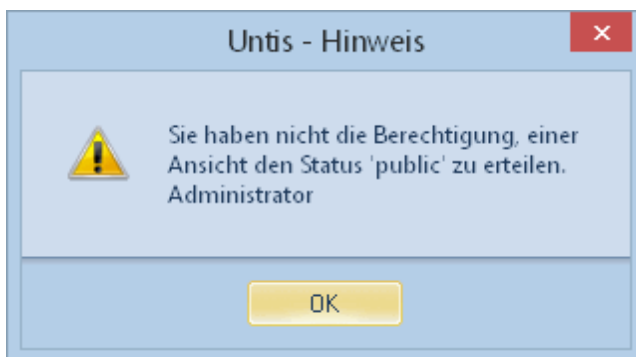 Untis - Hinweis
Sie haben nicht die Berechtigung, einer
Ansicht den Status 'public' zu erteilen.
Administrator
OK